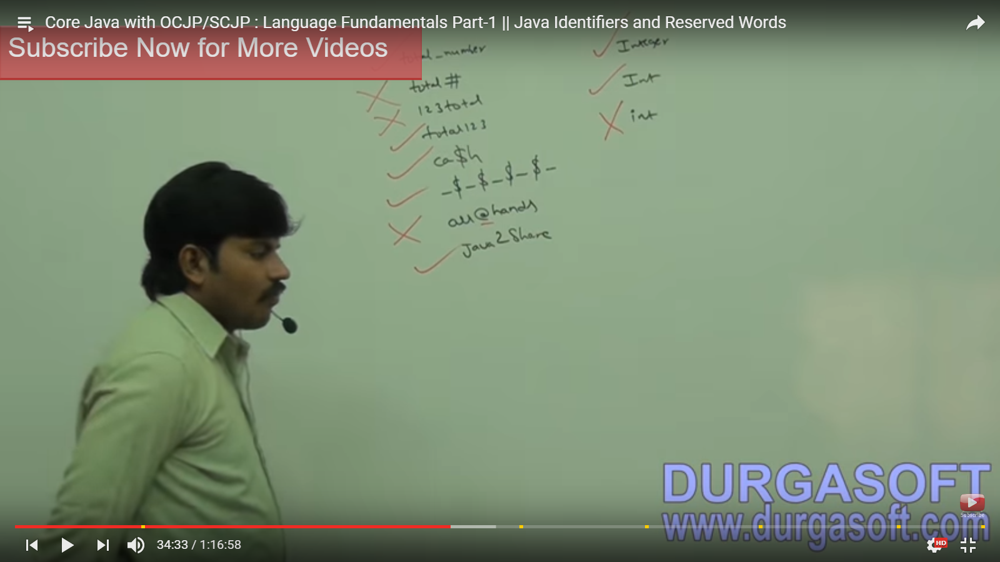 Core Java with OCJP/SCJP : Language Fundamentals Part-1 || Java Identifiers and Reserved Words
Subscribe Now for More Videos
total_number
total#
123total
total123
ca$h
_$_$_$_$_
all@hands
Java2Share
Integer
Int
int
DURGASOFT
www.durgasoft.com
Subscribe
34:33 / 1:16:58
HD